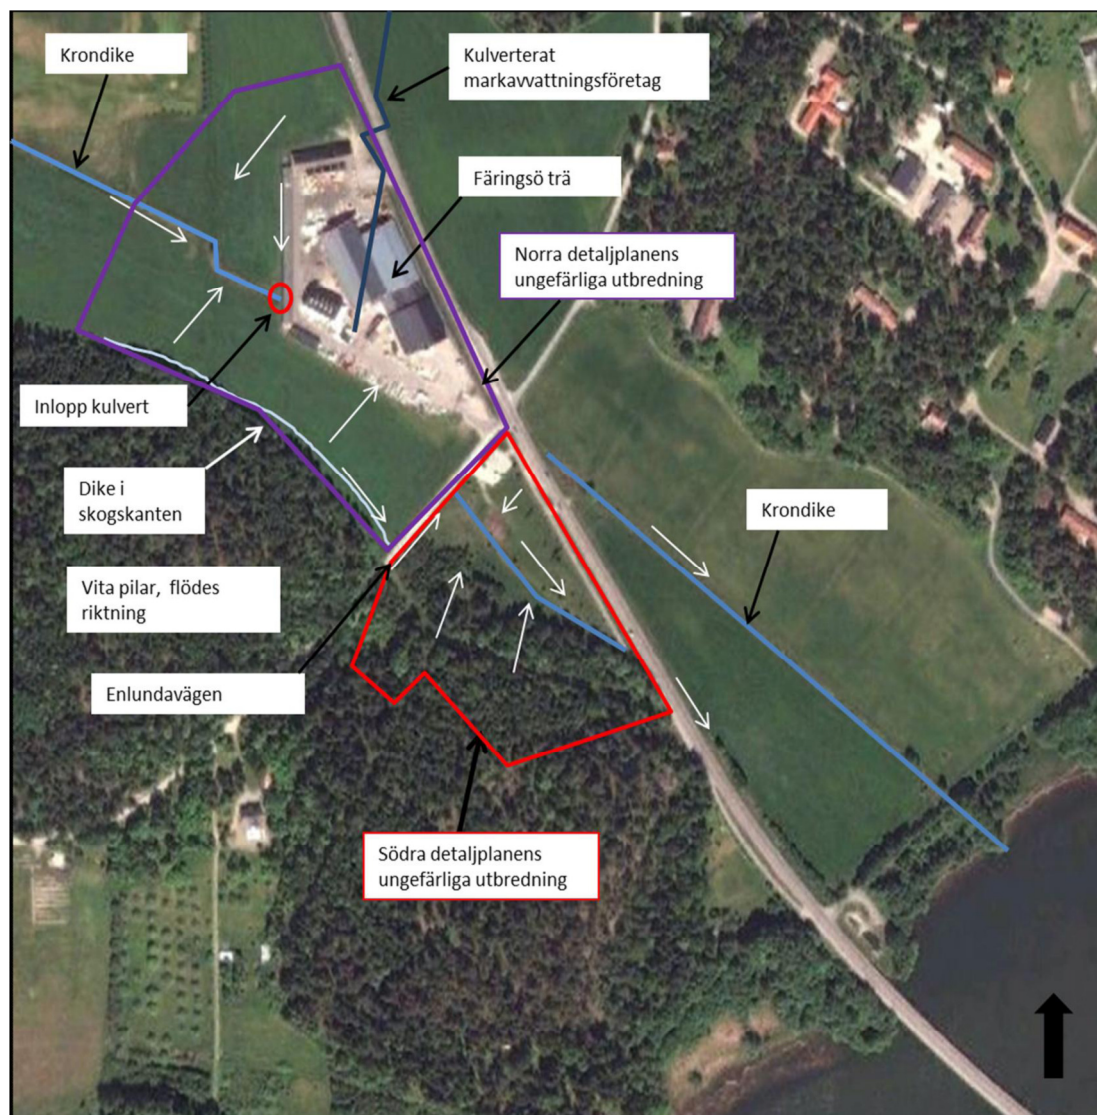 Krondike
Kulverterat
markavvattningsföretag
Färingsö trä
Norra detaljplanens
ungefärliga utbredning
Inlopp kulvert
Dike i
skogskanten
Krondike
Vita pilar, flödes
riktning
Enlundavägen
Södra detaljplanens
ungefärliga utbredning